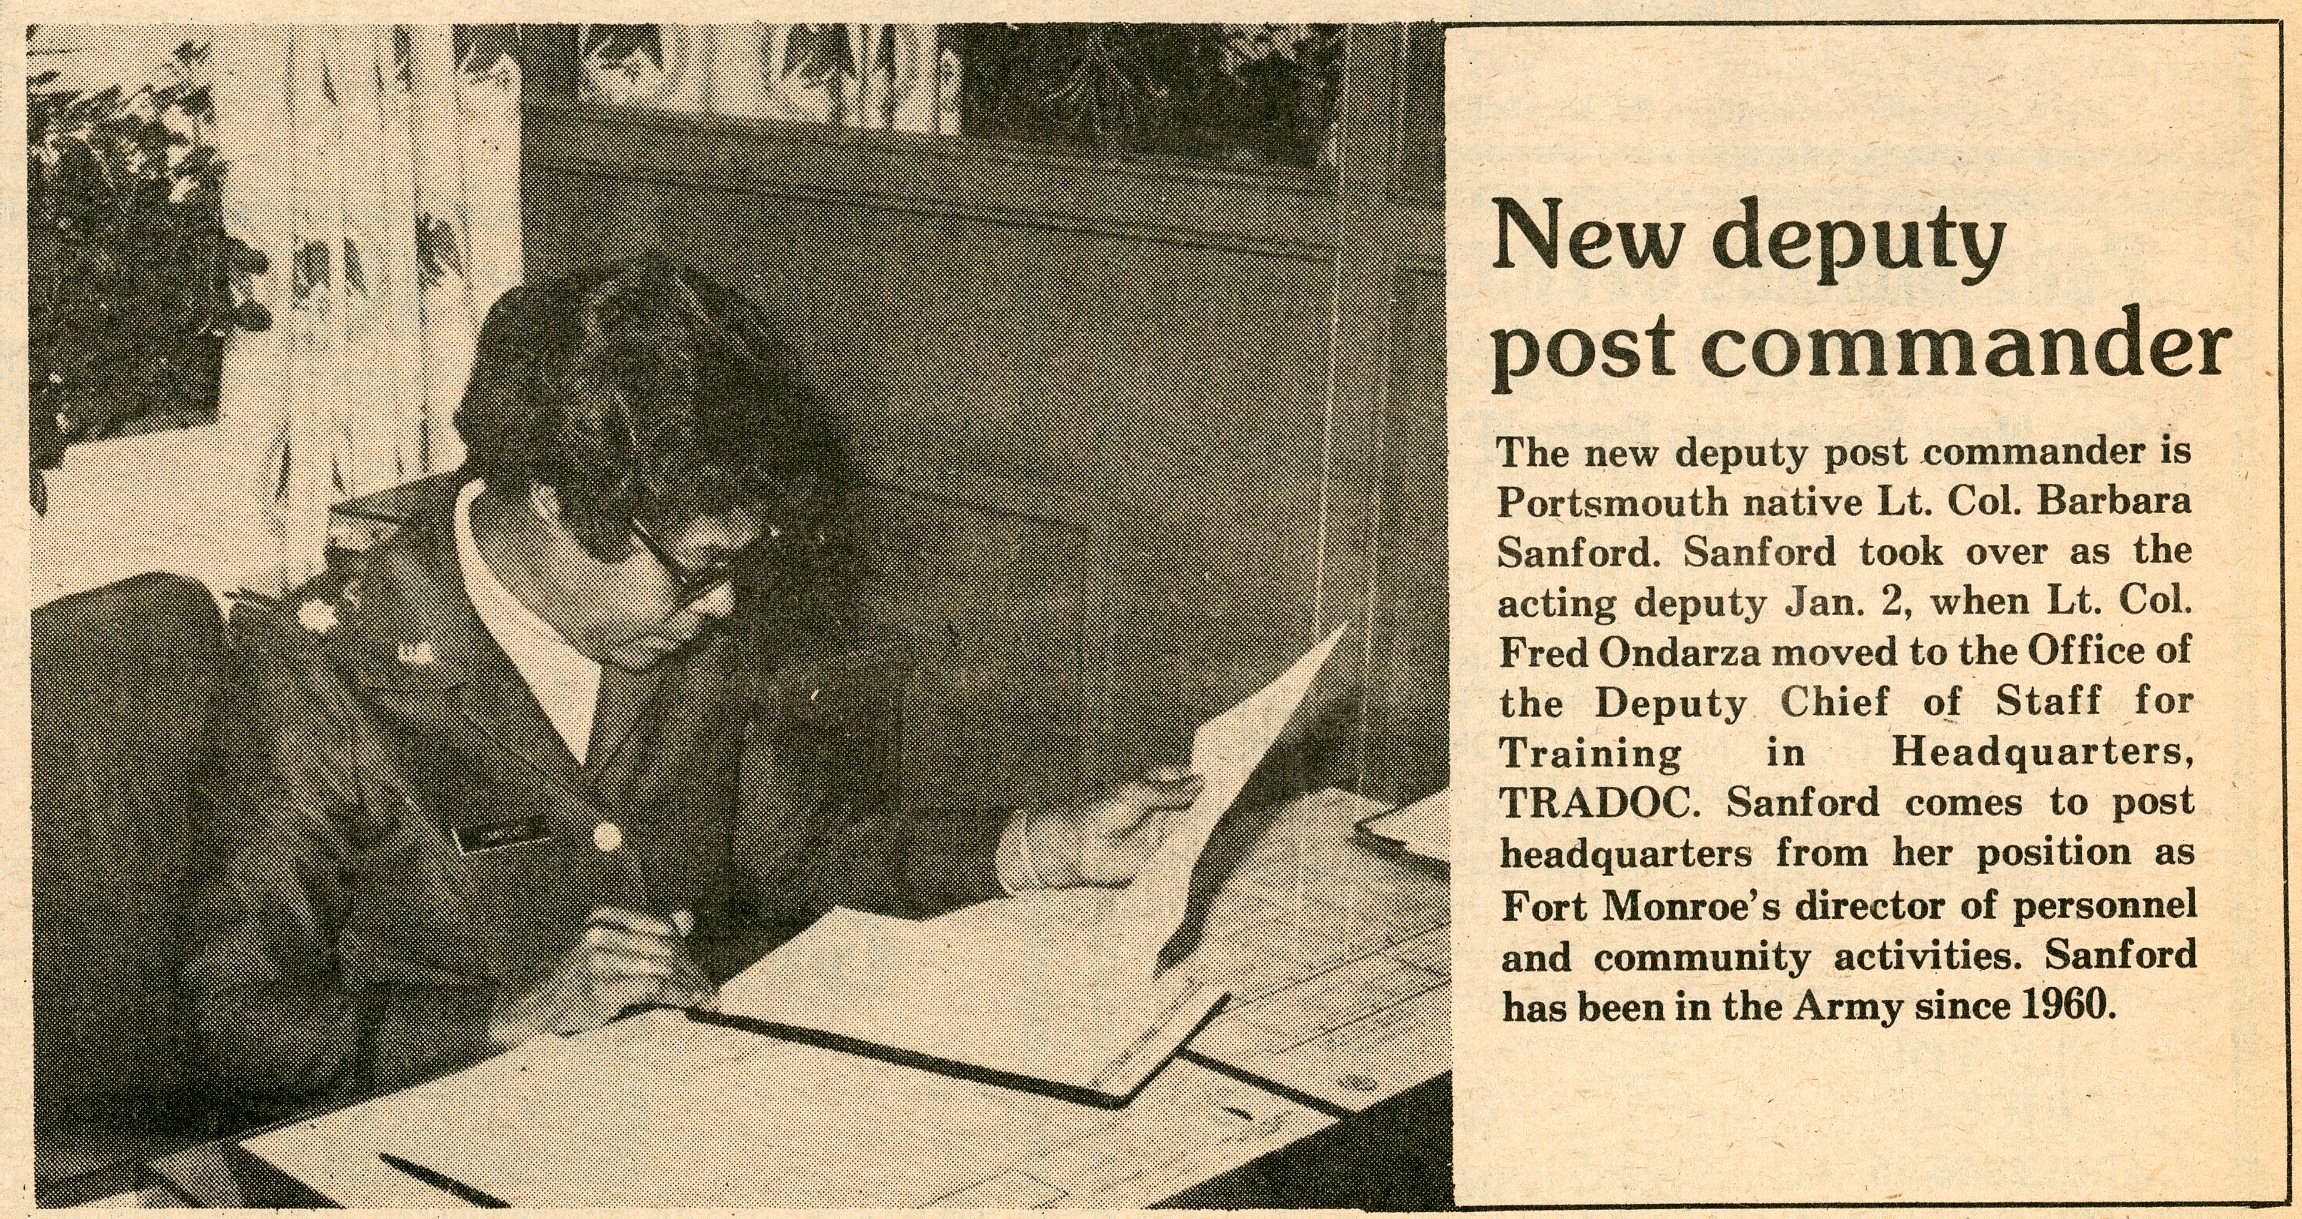 New deputy
post commander
The new deputy post commander is
Portsmouth native Lt. Col. Barbara
Sanford. Sanford took over as the
acting deputy Jan. 2, when Lt. Col.
Fred Ondarza moved to the Office of
the Deputy Chief of Staff for
Training in Headquarters,
TRADOC. Sanford comes to post
headquarters from her position as
Fort Monroe's director of personnel
and community activities. Sanford
has been in the Army since 1960.